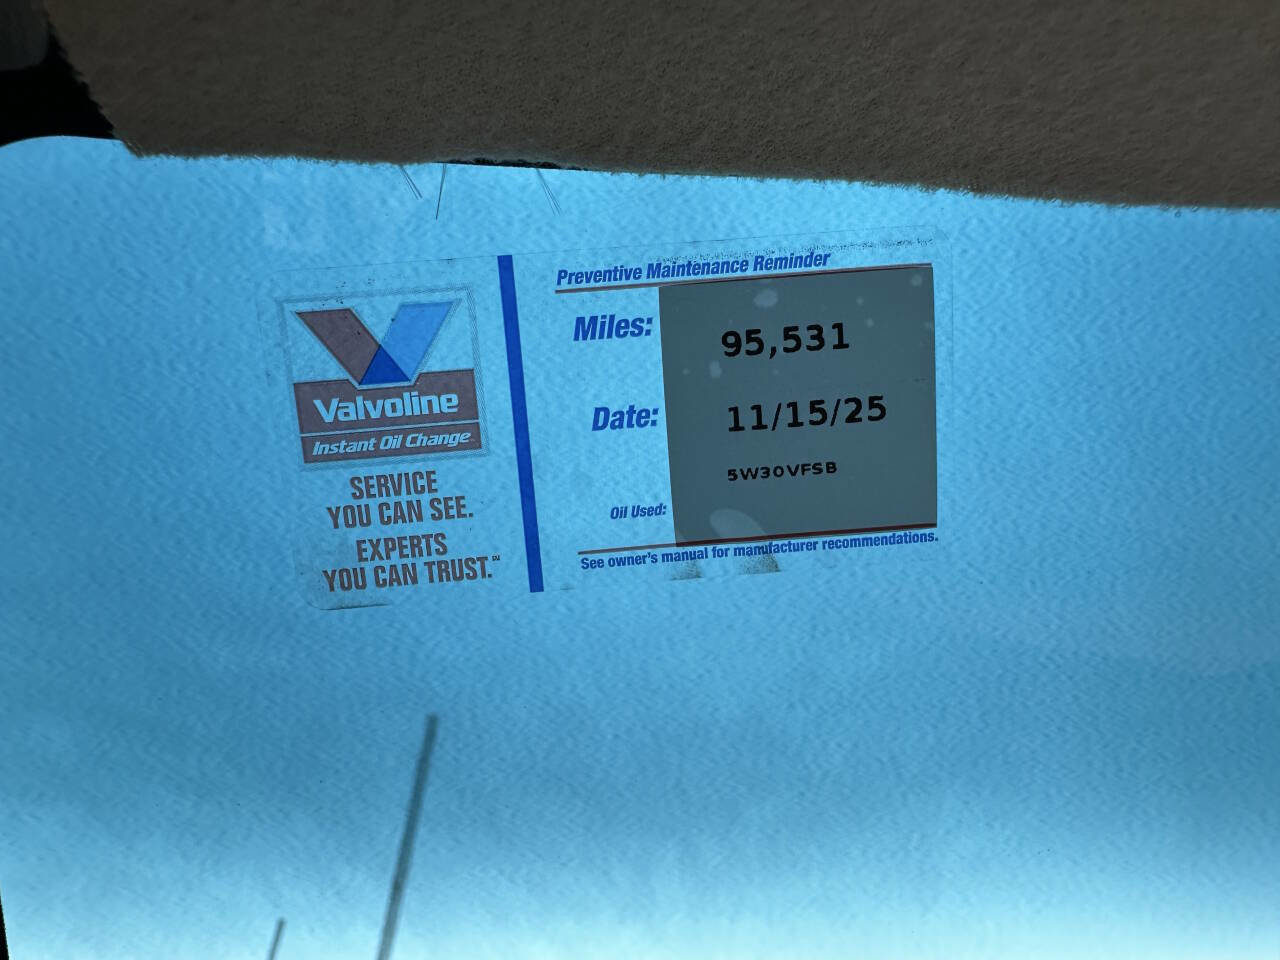 Valvoline
Instant Oil Change
SERVICE
YOU CAN SEE.
EXPERTS
YOU CAN TRUST.℠
Preventive Maintenance Reminder
Miles: 95,531
Date: 11/15/25
5W30VFSB
Oil Used:
See owner's manual for manufacturer recommendations.